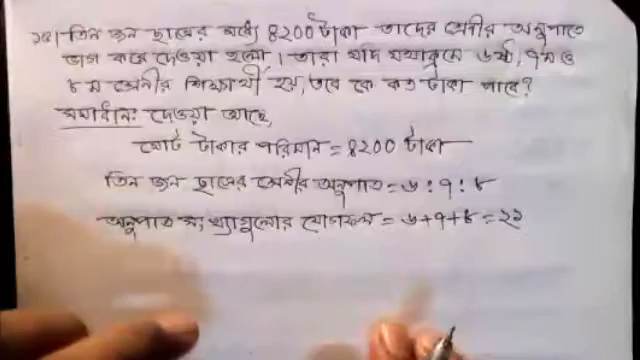 ১৫। তিন জন ছাত্রের মধ্যে ৪২০০ টাকা তাদের শ্রেণীর অনুপাতে
ভাগ করে দেওয়া হলো। তারা যদি যথাক্রমে ৬ষ্ঠ, ৭ম ও
৮ম শ্রেণীর শিক্ষার্থী হয়, তবে কে কত টাকা পাবে?
সমাধান: দেওয়া আছে,
মোট টাকার পরিমান = ৪২০০ টাকা
তিন জন ছাত্রের শ্রেণীর অনুপাত = ৬ : ৭ : ৮
অনুপাত সংখ্যাগুলোর যোগফল = ৬+৭+৮ = ২১